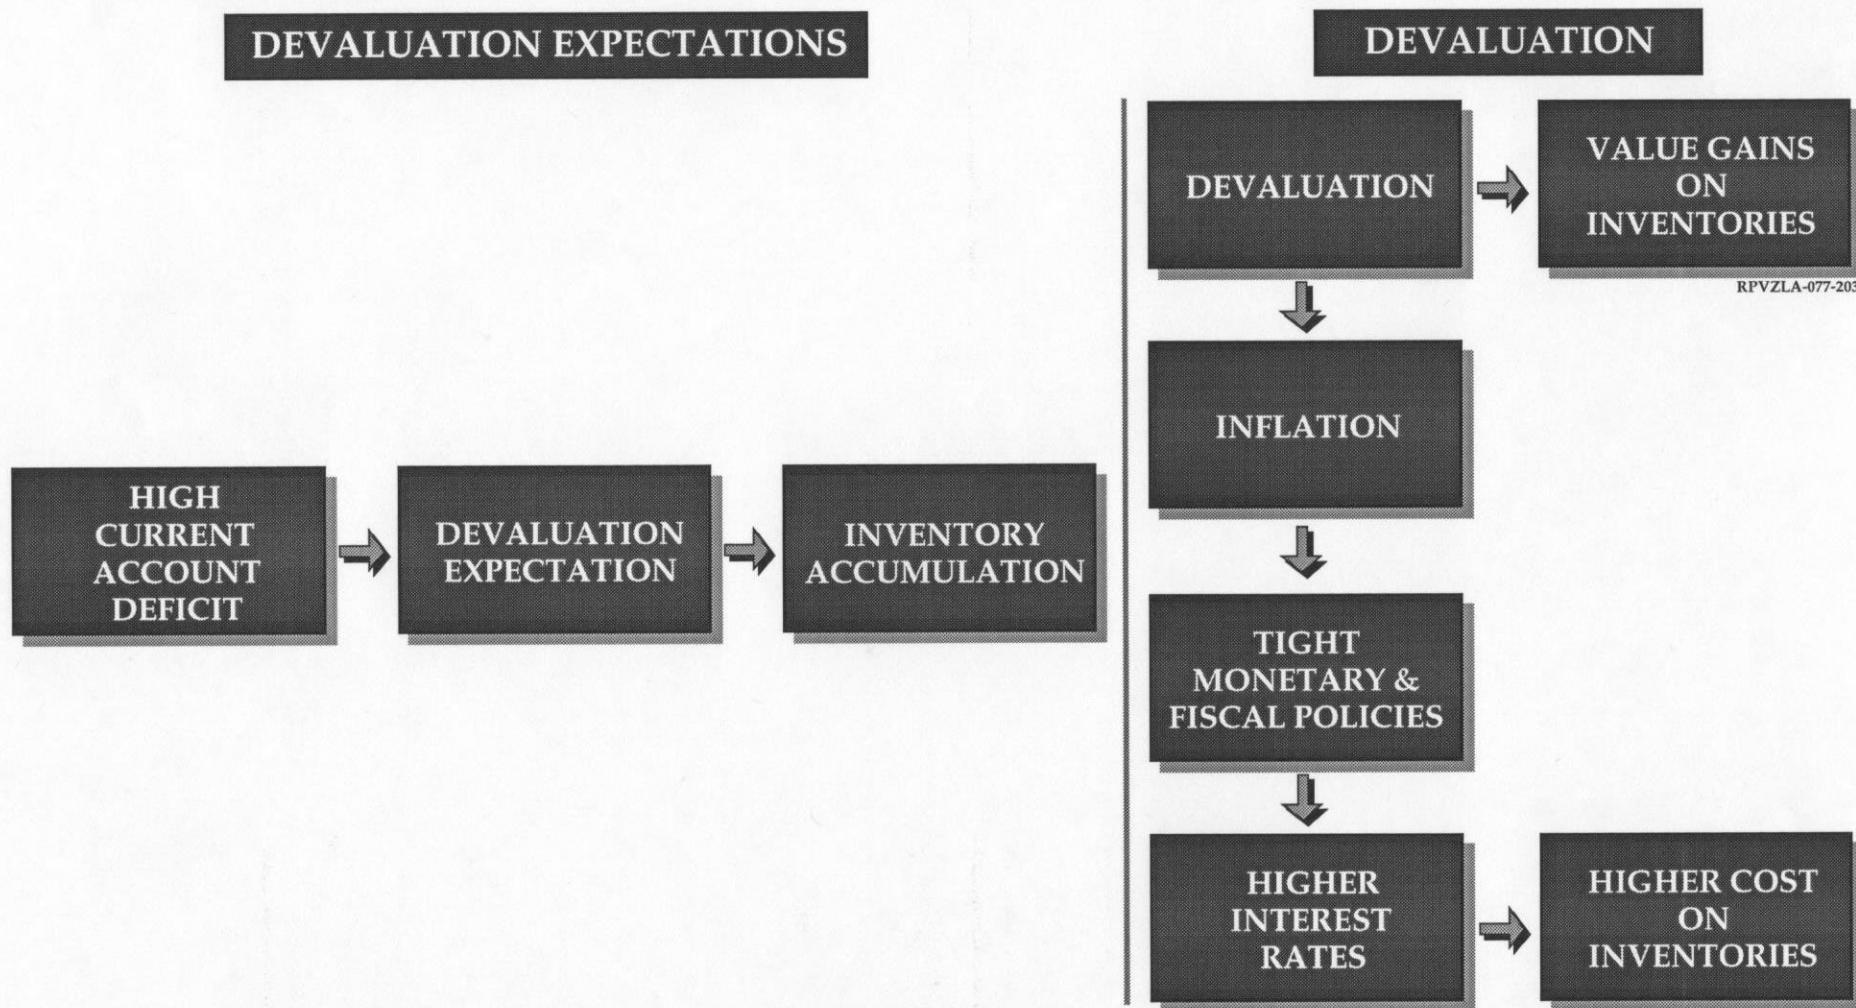 DEVALUATION EXPECTATIONS
HIGH
CURRENT
ACCOUNT
DEFICIT
DEVALUATION
EXPECTATION
INVENTORY
ACCUMULATION
DEVALUATION
DEVALUATION
VALUE GAINS
ON
INVENTORIES
RPVZLA-077-203
INFLATION
TIGHT
MONETARY &
FISCAL POLICIES
HIGHER
INTEREST
RATES
HIGHER COST
ON
INVENTORIES